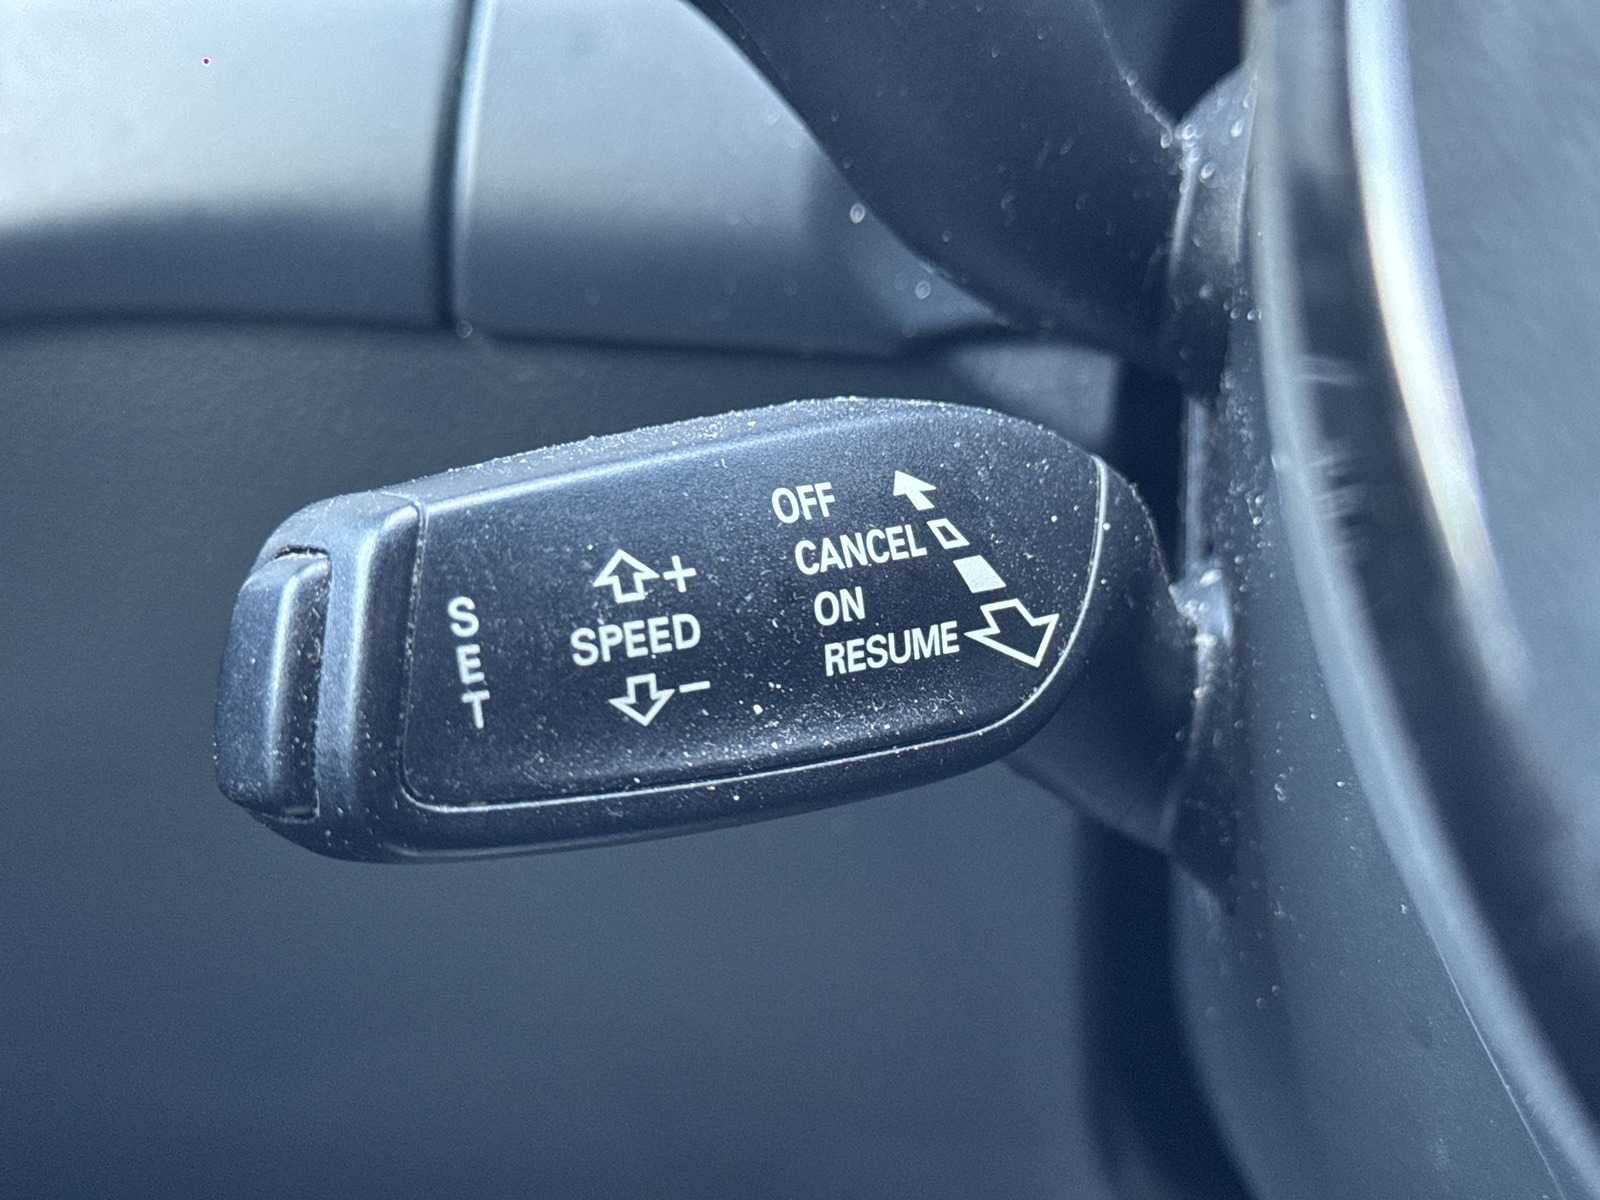 OFF
CANCEL
ON
RESUME
+
SPEED
−
SET